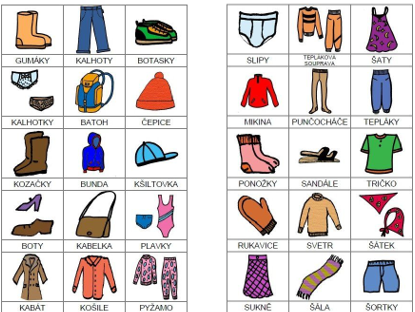 GUMÁKY KALHOTY BOTASKY
KALHOTKY BATOH ČEPICE
KOZAČKY BUNDA KŠILTOVKA
BOTY KABELKA PLAVKY
KABÁT KOŠILE PYŽAMO
SLIPY TEPLÁKOVÁ SOUPRAVA ŠATY
MIKINA PUNČOCHÁČE TEPLÁKY
PONOŽKY SANDÁLE TRIČKO
RUKAVICE SVETR ŠÁTEK
SUKNĚ ŠÁLA ŠORTKY